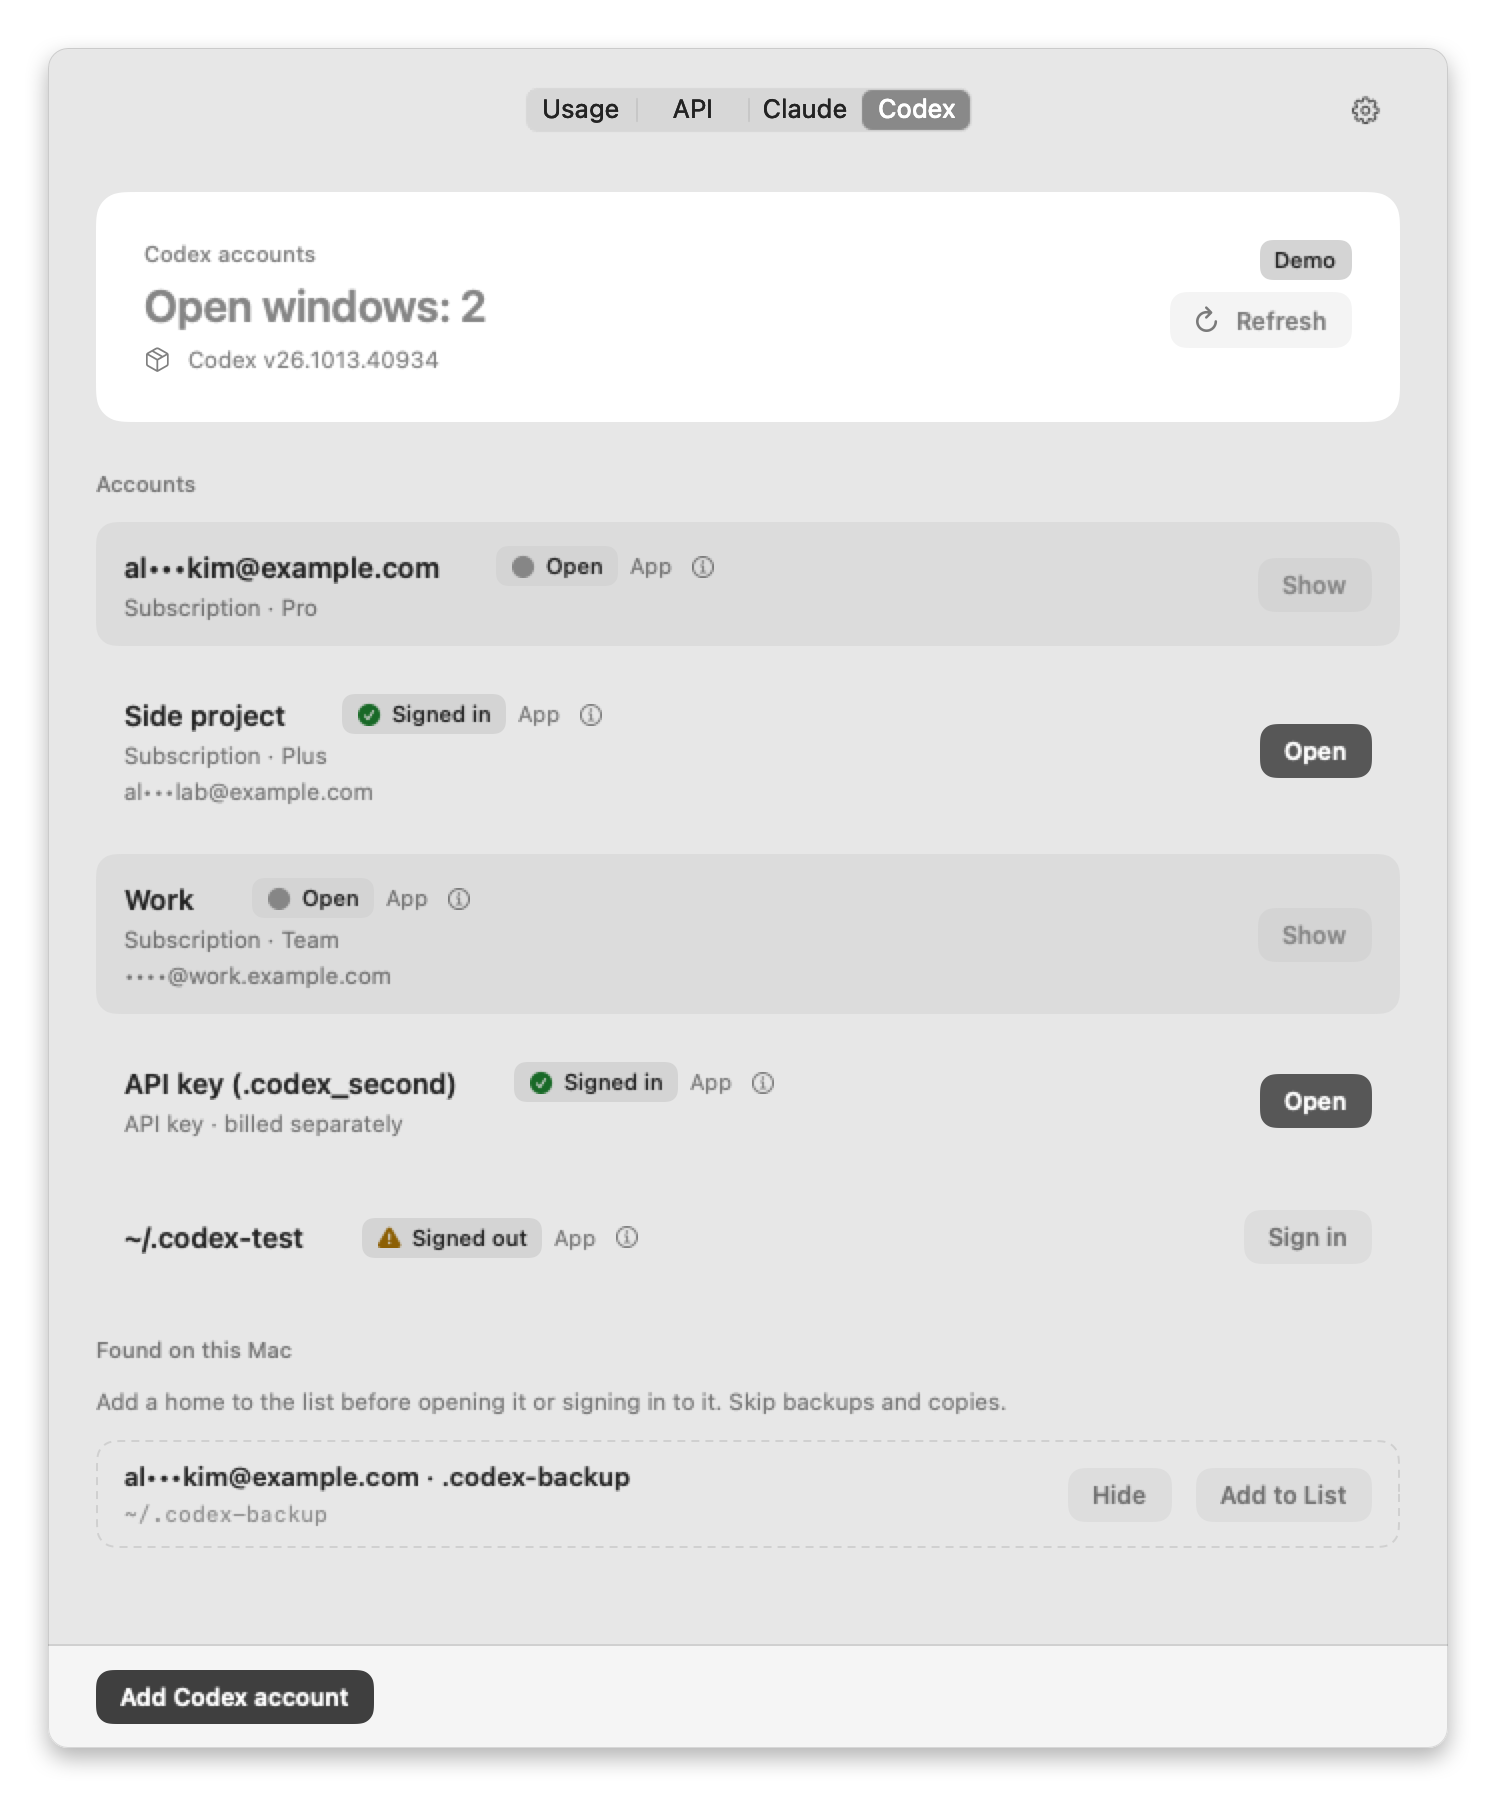 Usage API Claude Codex
Codex accounts
Demo
Open windows: 2
Refresh
Codex v26.1013.40934
Accounts
al•••kim@example.com Open App
Subscription · Pro
Show
Side project Signed in App
Subscription · Plus
al•••lab@example.com
Open
Work Open App
Subscription · Team
••••@work.example.com
Show
API key (.codex_second) Signed in App
API key · billed separately
Open
~/.codex-test Signed out App
Sign in
Found on this Mac
Add a home to the list before opening it or signing in to it. Skip backups and copies.
al•••kim@example.com · .codex-backup
~/.codex-backup
Hide Add to List
Add Codex account